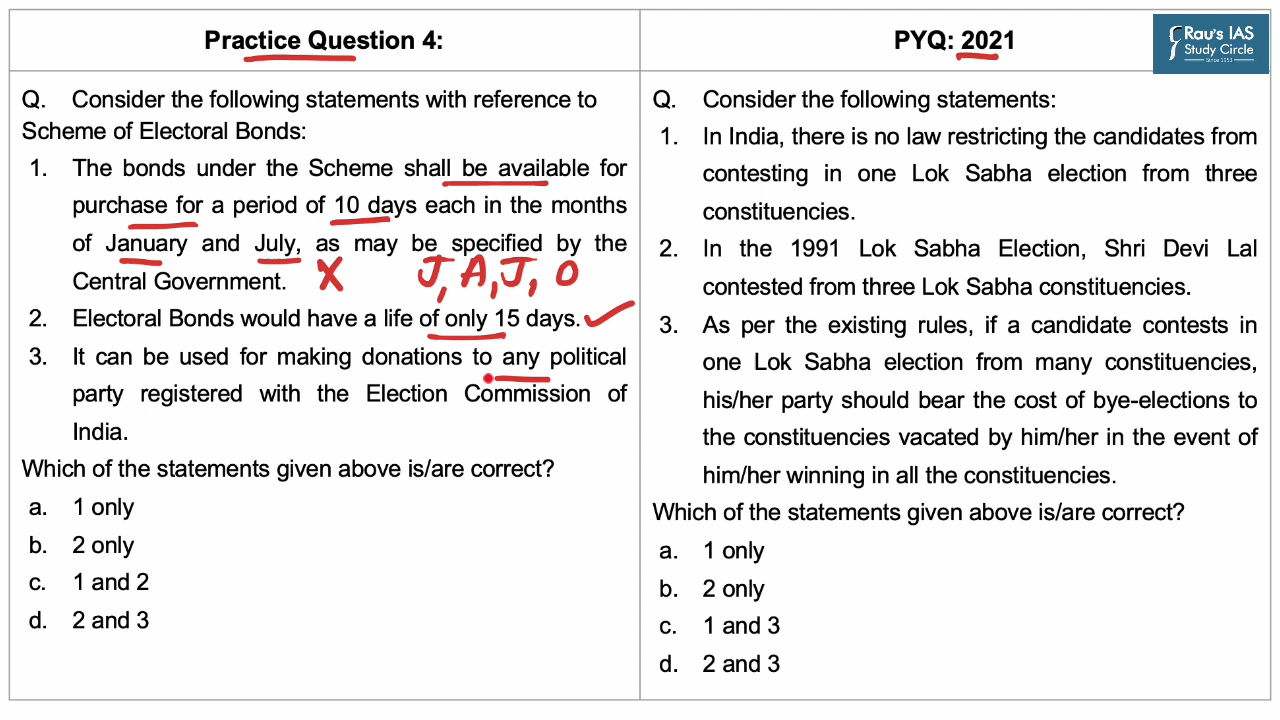 Practice Question 4:
Q. Consider the following statements with reference to
Scheme of Electoral Bonds:
1. The bonds under the Scheme shall be available for
purchase for a period of 10 days each in the months
of January and July, as may be specified by the
Central Government. X J, A, J, O
2. Electoral Bonds would have a life of only 15 days.
3. It can be used for making donations to any political
party registered with the Election Commission of
India.
Which of the statements given above is/are correct?
a. 1 only
b. 2 only
c. 1 and 2
d. 2 and 3
PYQ: 2021
Rau's IAS
Study Circle
Since 1953
Q. Consider the following statements:
1. In India, there is no law restricting the candidates from
contesting in one Lok Sabha election from three
constituencies.
2. In the 1991 Lok Sabha Election, Shri Devi Lal
contested from three Lok Sabha constituencies.
3. As per the existing rules, if a candidate contests in
one Lok Sabha election from many constituencies,
his/her party should bear the cost of bye-elections to
the constituencies vacated by him/her in the event of
him/her winning in all the constituencies.
Which of the statements given above is/are correct?
a. 1 only
b. 2 only
c. 1 and 3
d. 2 and 3